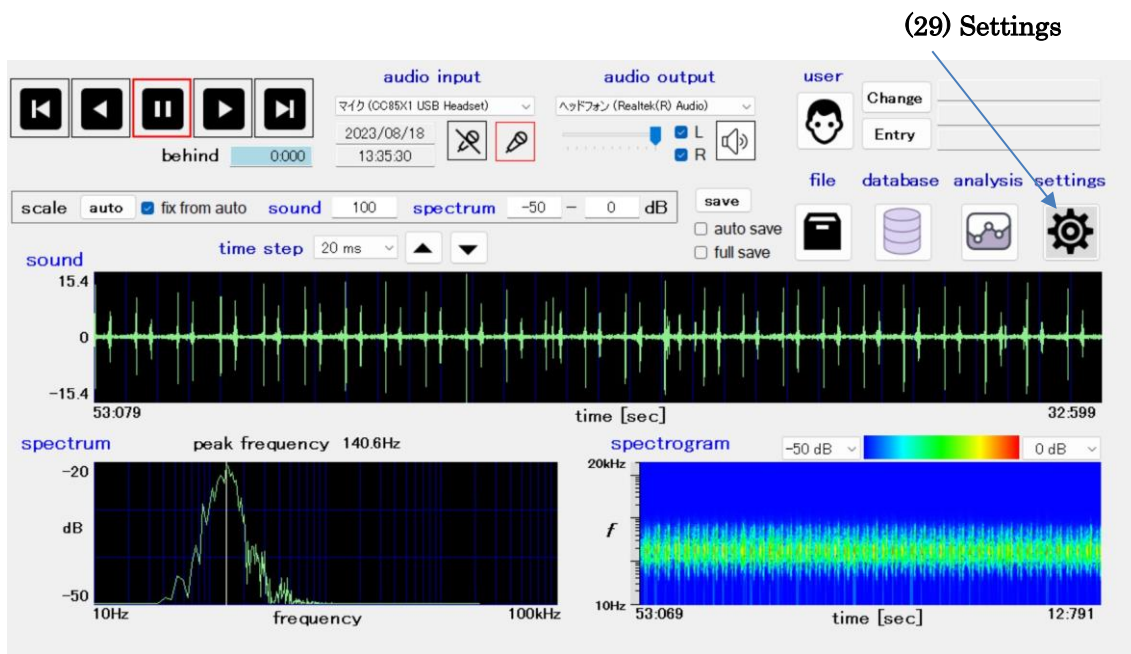 (29) Settings
audio input
audio output
user
マイク (CC85X1 USB Headset)
ヘッドフォン (Realtek(R) Audio)
Change
2023/08/18
L
Entry
behind
0:000
13:35:30
R
file
database
analysis
settings
scale
auto
fix from auto
sound
100
spectrum
-50
-
0
dB
save
auto save
full save
time step
20 ms
sound
15.4
0
-15.4
53:079
time [sec]
32:599
spectrum
peak frequency
140.6Hz
spectrogram
-50 dB
0 dB
-20
dB
-50
10Hz
frequency
100kHz
20kHz
f
10Hz
53:069
time [sec]
12:791